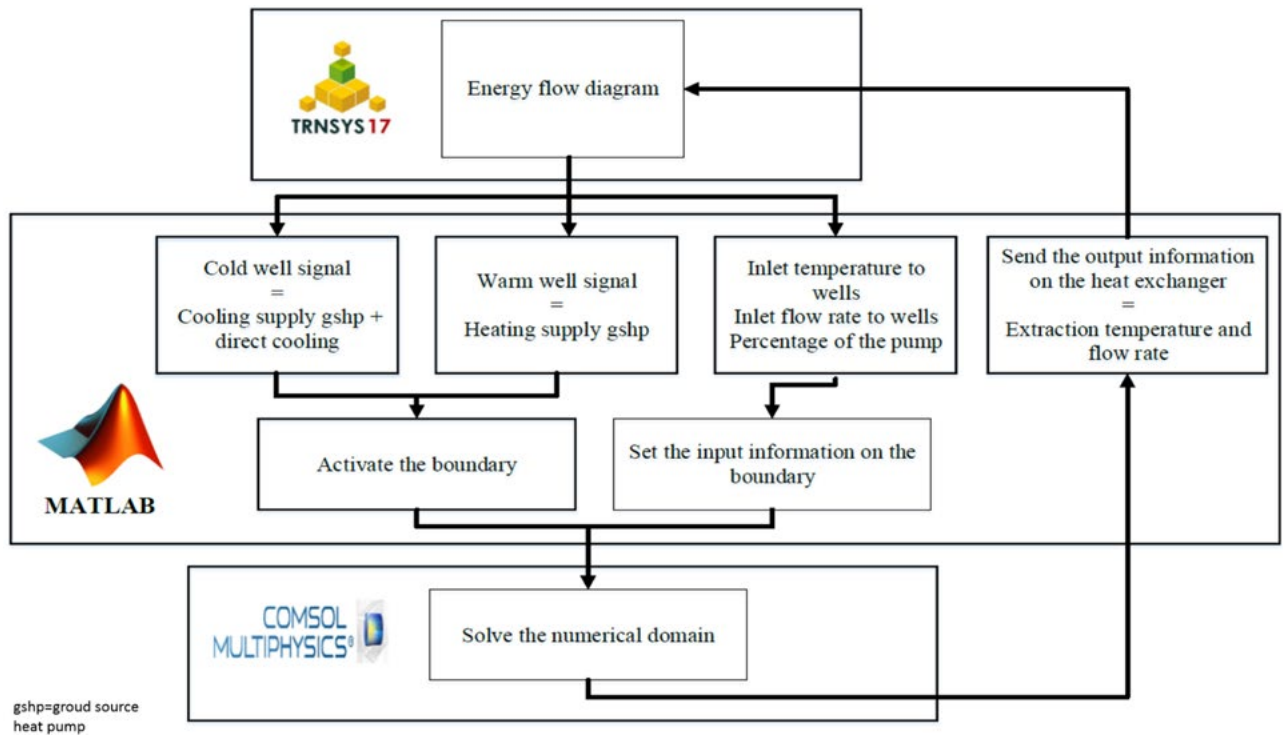 Energy flow diagram
TRNSYS 17
Cold well signal
=
Cooling supply gshp +
direct cooling
Warm well signal
=
Heating supply gshp
Inlet temperature to
wells
Inlet flow rate to wells
Percentage of the pump
Send the output information
on the heat exchanger
=
Extraction temperature and
flow rate
Activate the boundary
Set the input information on the
boundary
MATLAB
COMSOL
MULTIPHYSICS®
Solve the numerical domain
gshp=groud source
heat pump